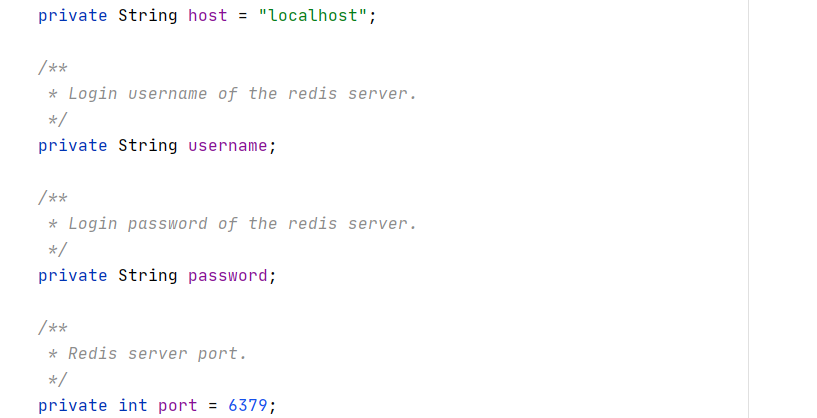 private String host = "localhost";
/**
* Login username of the redis server.
*/
private String username;
/**
* Login password of the redis server.
*/
private String password;
/**
* Redis server port.
*/
private int port = 6379;